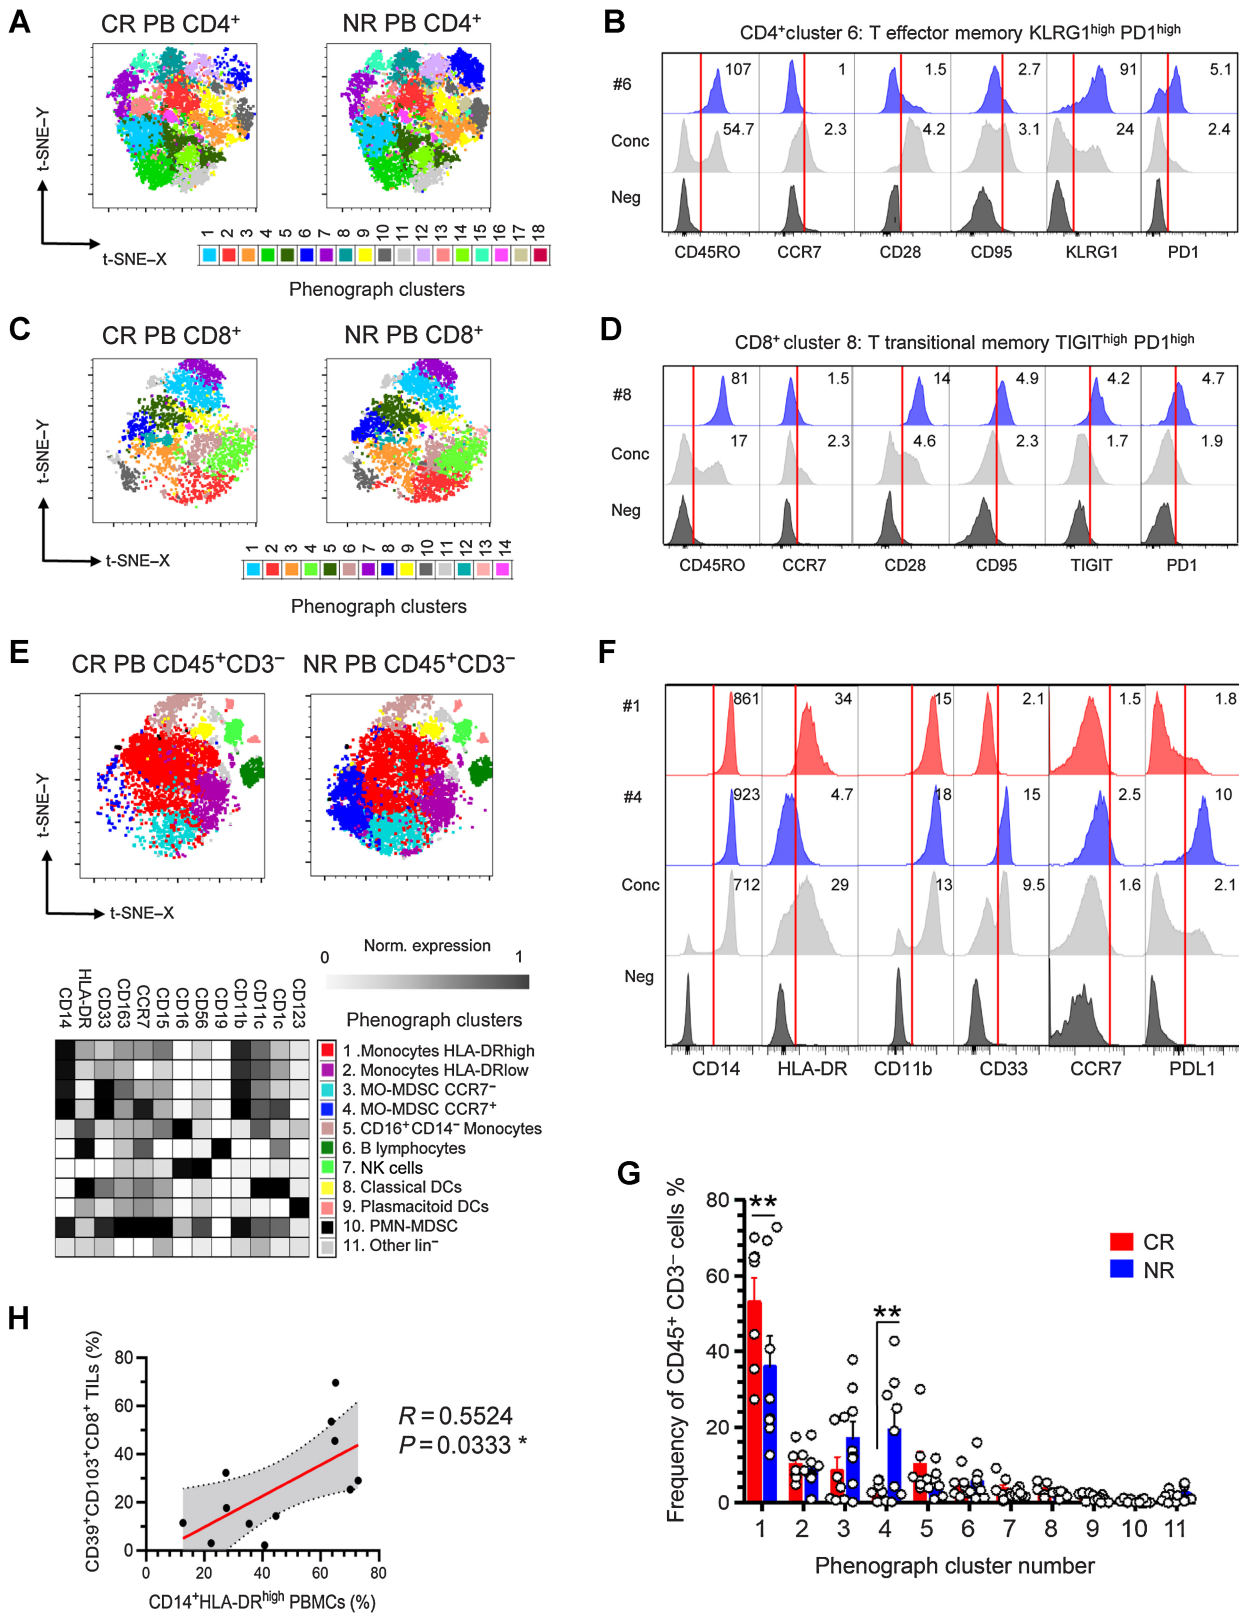 A
CR PB CD4+
NR PB CD4+
t-SNE–Y
t-SNE–X
1 2 3 4 5 6 7 8 9 10 11 12 13 14 15 16 17 18
Phenograph clusters
B
CD4+cluster 6: T effector memory KLRG1high PD1high
#6 107 1 1.5 2.7 91 5.1
Conc 54.7 2.3 4.2 3.1 24 2.4
Neg
CD45RO CCR7 CD28 CD95 KLRG1 PD1
C
CR PB CD8+
NR PB CD8+
t-SNE–Y
t-SNE–X
1 2 3 4 5 6 7 8 9 10 11 12 13 14
Phenograph clusters
D
CD8+ cluster 8: T transitional memory TIGIThigh PD1high
#8 81 1.5 14 4.9 4.2 4.7
Conc 17 2.3 4.6 2.3 1.7 1.9
Neg
CD45RO CCR7 CD28 CD95 TIGIT PD1
E
CR PB CD45+CD3–
NR PB CD45+CD3–
t-SNE–Y
t-SNE–X
Norm. expression
0 1
CD14 HLA-DR CD33 CD163 CCR7 CD15 CD16 CD56 CD19 CD11b CD11c CD1c CD123
Phenograph clusters
1 .Monocytes HLA-DRhigh
2. Monocytes HLA-DRlow
3. MO-MDSC CCR7–
4. MO-MDSC CCR7+
5. CD16+CD14– Monocytes
6. B lymphocytes
7. NK cells
8. Classical DCs
9. Plasmacitoid DCs
10. PMN-MDSC
11. Other lin–
F
#1 861 34 15 2.1 1.5 1.8
#4 923 4.7 18 15 2.5 10
Conc 712 29 13 9.5 1.6 2.1
Neg
CD14 HLA-DR CD11b CD33 CCR7 PDL1
G
Frequency of CD45+ CD3– cells %
80
60
40
20
0
**
**
CR
NR
1 2 3 4 5 6 7 8 9 10 11
Phenograph cluster number
H
CD39+CD103+CD8+ TILs (%)
80
60
40
20
0
0 20 40 60 80
CD14+HLA-DRhigh PBMCs (%)
R = 0.5524
P = 0.0333 *